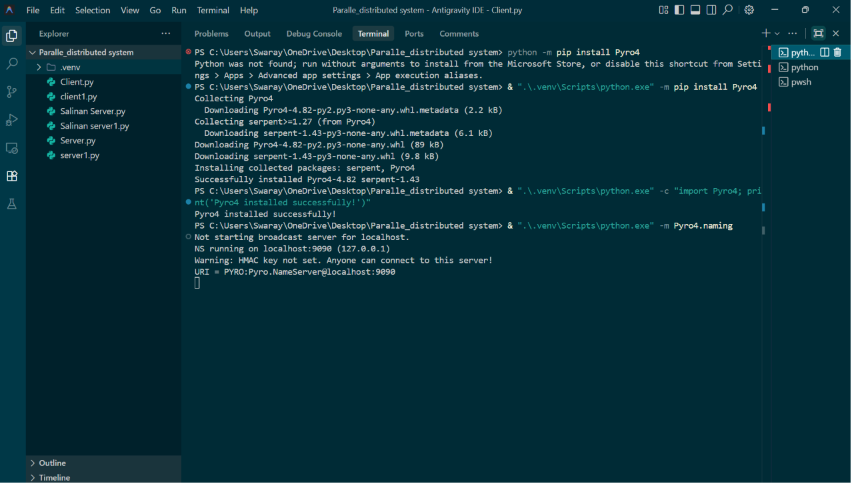 File Edit Selection View Go Run Terminal Help
Paralle_distributed system - Antigravity IDE - Client.py
Explorer
Paralle_distributed system
.venv
Client.py
client1.py
Salinan Server.py
Salinan server1.py
Server.py
server1.py
Outline
Timeline
Problems Output Debug Console Terminal Ports Comments
PS C:\Users\Swaray\OneDrive\Desktop\Paralle_distributed system> python -m pip install Pyro4
Python was not found; run without arguments to install from the Microsoft Store, or disable this shortcut from Setti
ngs > Apps > Advanced app settings > App execution aliases.
PS C:\Users\Swaray\OneDrive\Desktop\Paralle_distributed system> & ".\.venv\Scripts\python.exe" -m pip install Pyro4
Collecting Pyro4
Downloading Pyro4-4.82-py2.py3-none-any.whl.metadata (2.2 kB)
Collecting serpent>=1.27 (from Pyro4)
Downloading serpent-1.43-py3-none-any.whl.metadata (6.1 kB)
Downloading Pyro4-4.82-py2.py3-none-any.whl (89 kB)
Downloading serpent-1.43-py3-none-any.whl (9.8 kB)
Installing collected packages: serpent, Pyro4
Successfully installed Pyro4-4.82 serpent-1.43
PS C:\Users\Swaray\OneDrive\Desktop\Paralle_distributed system> & ".\.venv\Scripts\python.exe" -c "import Pyro4; pri
nt('Pyro4 installed successfully!')"
Pyro4 installed successfully!
PS C:\Users\Swaray\OneDrive\Desktop\Paralle_distributed system> & ".\.venv\Scripts\python.exe" -m Pyro4.naming
Not starting broadcast server for localhost.
NS running on localhost:9090 (127.0.0.1)
Warning: HMAC key not set. Anyone can connect to this server!
URI = PYRO:Pyro.NameServer@localhost:9090
pyth...
python
pwsh